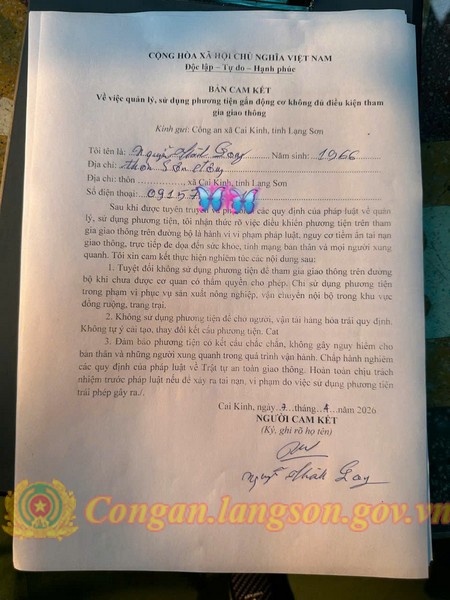 CỘNG HÒA XÃ HỘI CHỦ NGHĨA VIỆT NAM
Độc lập – Tự do – Hạnh phúc
BẢN CAM KẾT
Về việc quản lý, sử dụng phương tiện gắn động cơ không đủ điều kiện tham
gia giao thông
Kính gửi: Công an xã Cai Kinh, tỉnh Lạng Sơn
Tôi tên là: Nguyễn ... Năm sinh: 1966
Địa chỉ: thôn
Địa chỉ: thôn ................, xã Cai Kinh, tỉnh Lạng Sơn
Số điện thoại: 09157
Sau khi được tuyên truyền về các quy định của pháp luật về quản
lý, sử dụng phương tiện, tôi nhận thức rõ việc điều khiển phương tiện trên
tham gia giao thông trên đường bộ là hành vi vi phạm pháp luật, nguy cơ tiềm ẩn tai nạn
giao thông, trực tiếp đe dọa đến sức khỏe, tính mạng bản thân và mọi người xung
quanh. Tôi xin cam kết thực hiện nghiêm túc các nội dung sau:
1. Tuyệt đối không sử dụng phương tiện để tham gia giao thông trên đường
bộ khi chưa được cơ quan có thẩm quyền cho phép. Chỉ sử dụng phương tiện
trong phạm vi phục vụ sản xuất nông nghiệp, vận chuyển nội bộ trong khu vực
đồng ruộng, trang trại.
2. Không sử dụng phương tiện để chở người, vận tải hàng hóa trái quy định.
Không tự ý cải tạo, thay đổi kết cấu phương tiện. Cat
3. Đảm bảo phương tiện có kết cấu chắc chắn, không gây nguy hiểm cho
bản thân và những người xung quanh trong quá trình vận hành. Chấp hành nghiêm
các quy định của pháp luật về Trật tự an toàn giao thông. Hoàn toàn chịu trách
nhiệm trước pháp luật nếu để xảy ra tai nạn, vi phạm do việc sử dụng phương tiện
trái phép gây ra./.
Cai Kinh, ngày 7 tháng 4 năm 2026
NGƯỜI CAM KẾT
(Ký, ghi rõ họ tên)
Nguyễn
Congan.langson.gov.vn